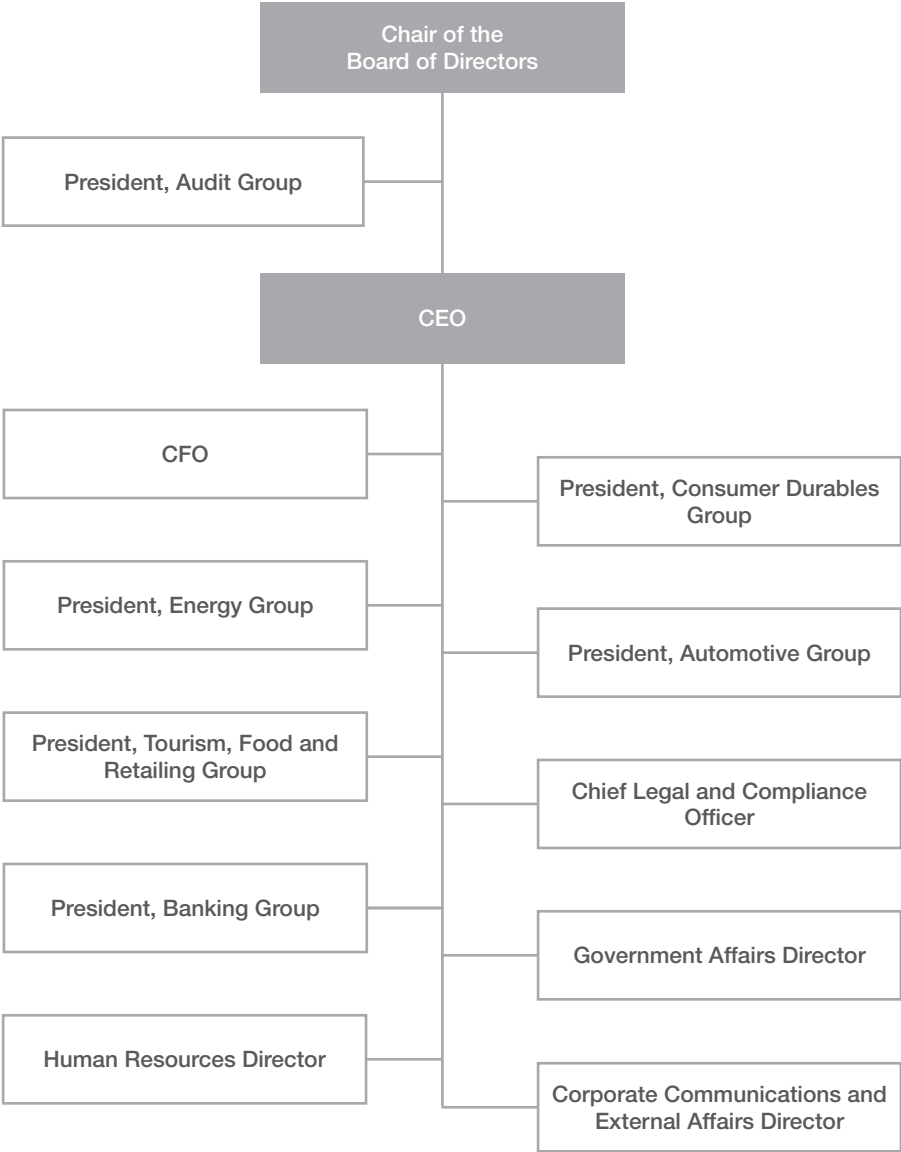 Chair of the
Board of Directors
President, Audit Group
CEO
CFO
President, Consumer Durables
Group
President, Energy Group
President, Automotive Group
President, Tourism, Food and
Retailing Group
Chief Legal and Compliance
Officer
President, Banking Group
Government Affairs Director
Human Resources Director
Corporate Communications and
External Affairs Director